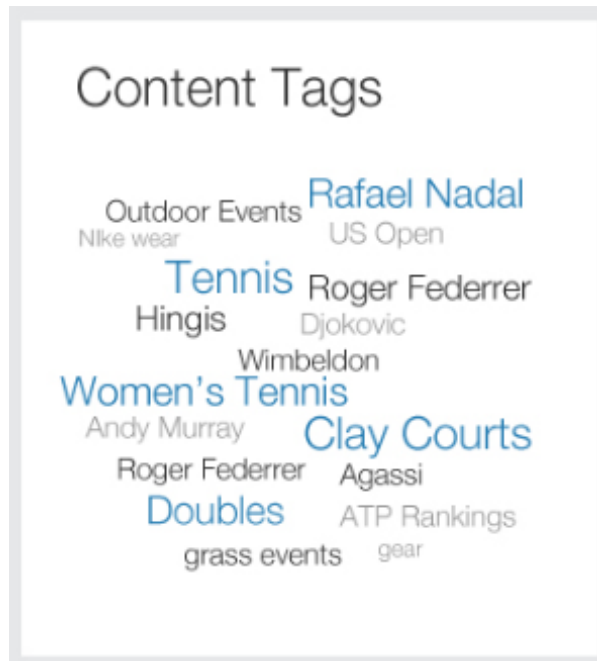 Content Tags
Rafael Nadal
Outdoor Events
NIke wear
US Open
Tennis
Roger Federrer
Hingis
Djokovic
Wimbeldon
Women's Tennis
Andy Murray
Clay Courts
Roger Federrer
Agassi
Doubles
ATP Rankings
grass events
gear